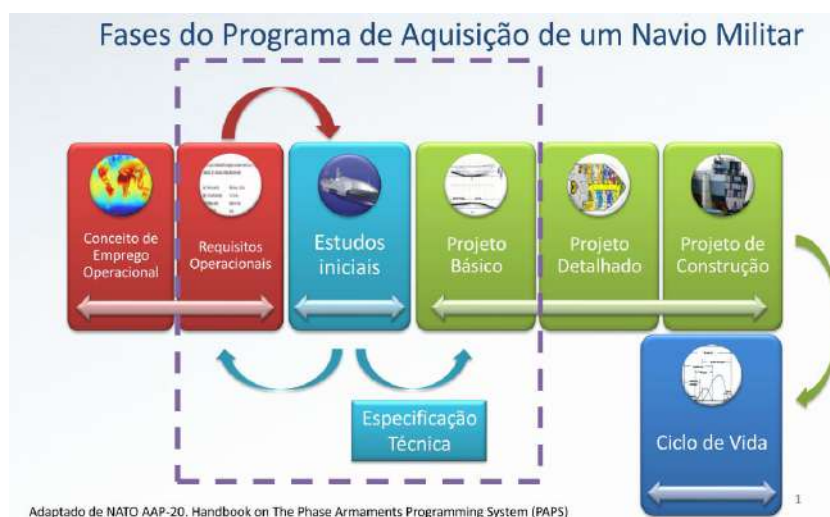 Fases do Programa de Aquisição de um Navio Militar
Conceito de
Emprego
Operacional
Requisitos
Operacionais
Estudos
iniciais
Projeto
Básico
Projeto
Detalhado
Projeto de
Construção
Especificação
Técnica
Ciclo de Vida
1
Adaptado de NATO AAP-20. Handbook on The Phase Armaments Programming System (PAPS)